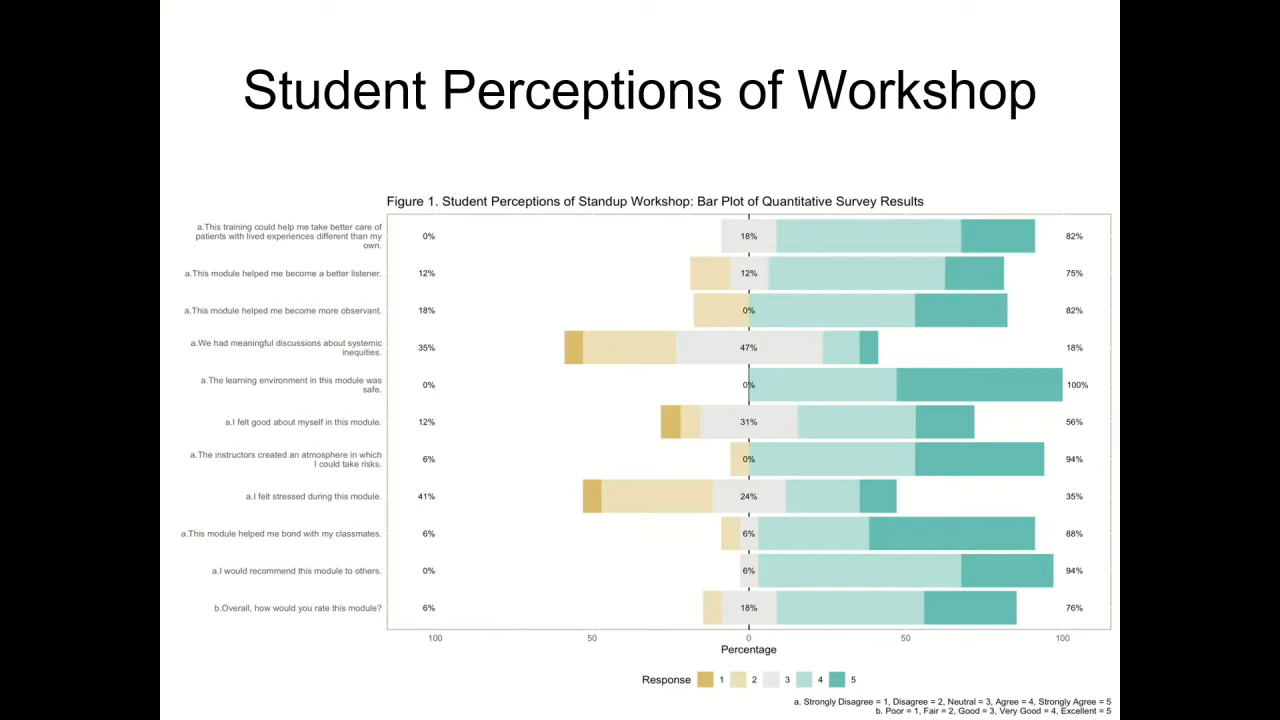 Student Perceptions of Workshop
Figure 1. Student Perceptions of Standup Workshop: Bar Plot of Quantitative Survey Results
a.This training could help me take better care of
patients with lived experiences different than my
own.
0%
18%
82%
a.This module helped me become a better listener.
12%
12%
75%
a.This module helped me become more observant.
18%
0%
82%
a.We had meaningful discussions about systemic
inequities.
35%
47%
18%
a.The learning environment in this module was
safe.
0%
0%
100%
a.I felt good about myself in this module.
12%
31%
56%
a.The instructors created an atmosphere in which
I could take risks.
6%
0%
94%
a.I felt stressed during this module.
41%
24%
35%
a.This module helped me bond with my classmates.
6%
6%
88%
a.I would recommend this module to others.
0%
6%
94%
b.Overall, how would you rate this module?
6%
18%
76%
100 50 0 50 100
Percentage
Response 1 2 3 4 5
a. Strongly Disagree = 1, Disagree = 2, Neutral = 3, Agree = 4, Strongly Agree = 5
b. Poor = 1, Fair = 2, Good = 3, Very Good = 4, Excellent = 5